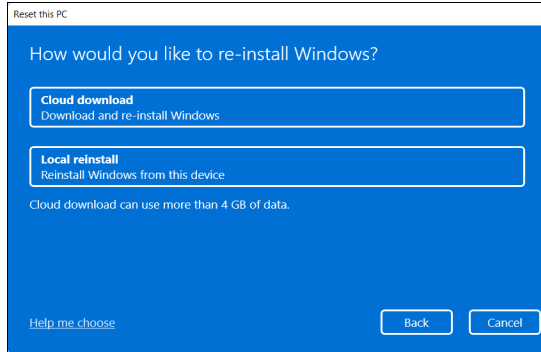 Reset this PC
How would you like to re-install Windows?
Cloud download
Download and re-install Windows
Local reinstall
Reinstall Windows from this device
Cloud download can use more than 4 GB of data.
Help me choose
Back
Cancel